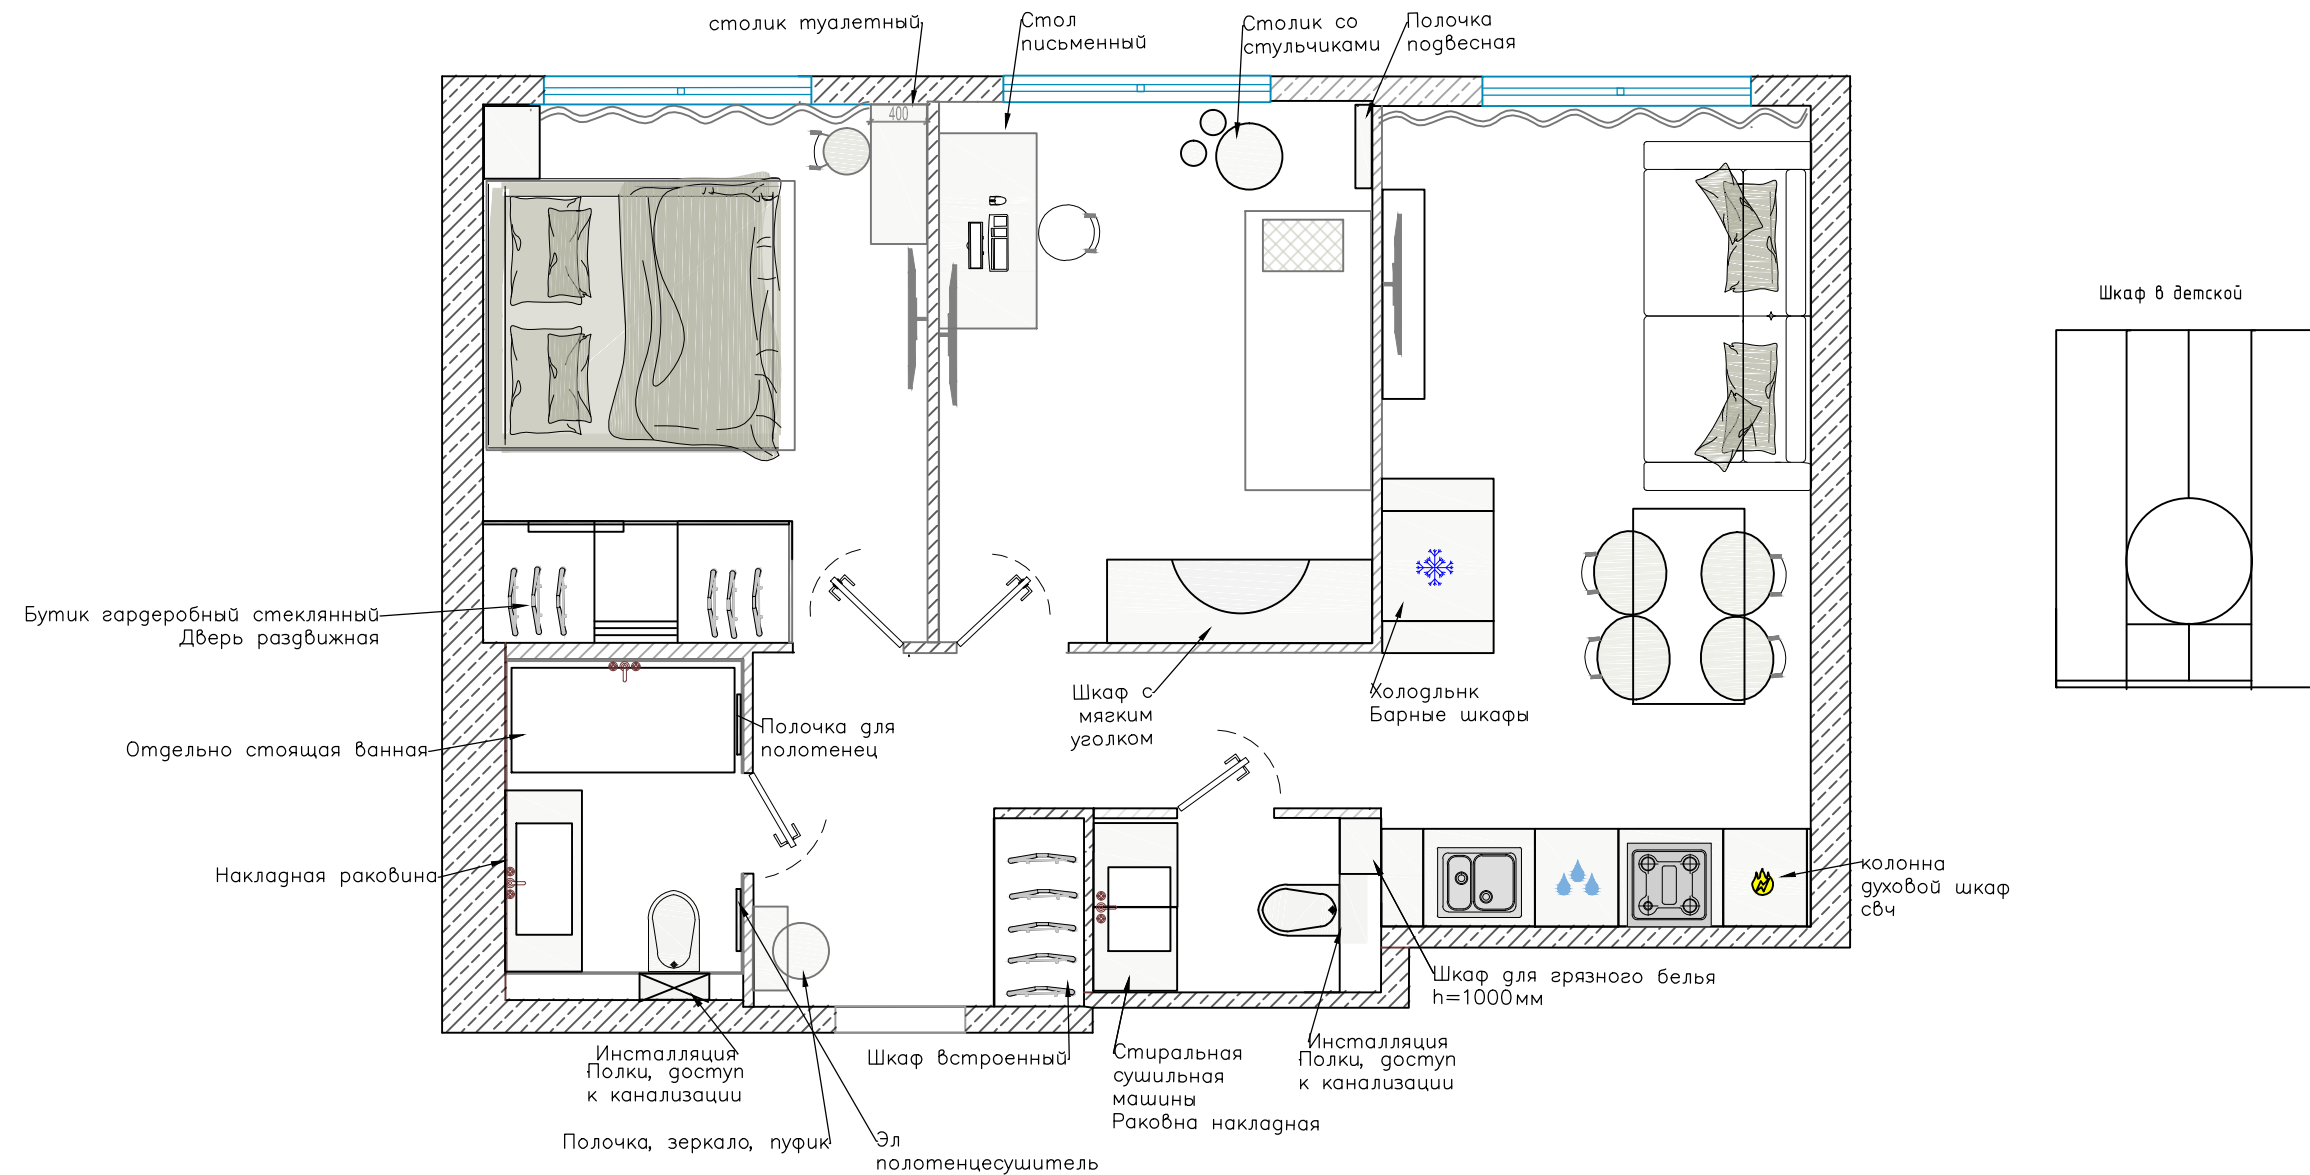 столик туалетный
Стол
письменный
Столик со
стульчиками
Полочка
подвесная
400
Шкаф в детской
Бутик гардеробный стеклянный
Дверь раздвижная
Шкаф с
мягким
уголком
Холодльнк
Барные шкафы
Полочка для
полотенец
Отдельно стоящая ванная
Накладная раковина
колонна
духовой шкаф
свч
Шкаф для грязного белья
h=1000мм
Инсталляция
Полки, доступ
к канализации
Шкаф встроенный
Стиральная
сушильная
машины
Раковна накладная
Инсталляция
Полки, доступ
к канализации
Полочка, зеркало, пуфик
Эл
полотенцесушитель